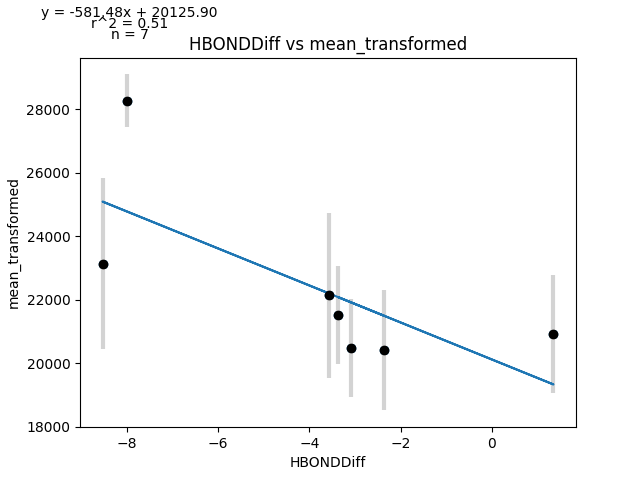 y = -581.48x + 20125.90
r^2 = 0.51
n = 7
HBONDDiff vs mean_transformed
mean_transformed
28000
26000
24000
22000
20000
18000
−8
−6
−4
−2
0
HBONDDiff